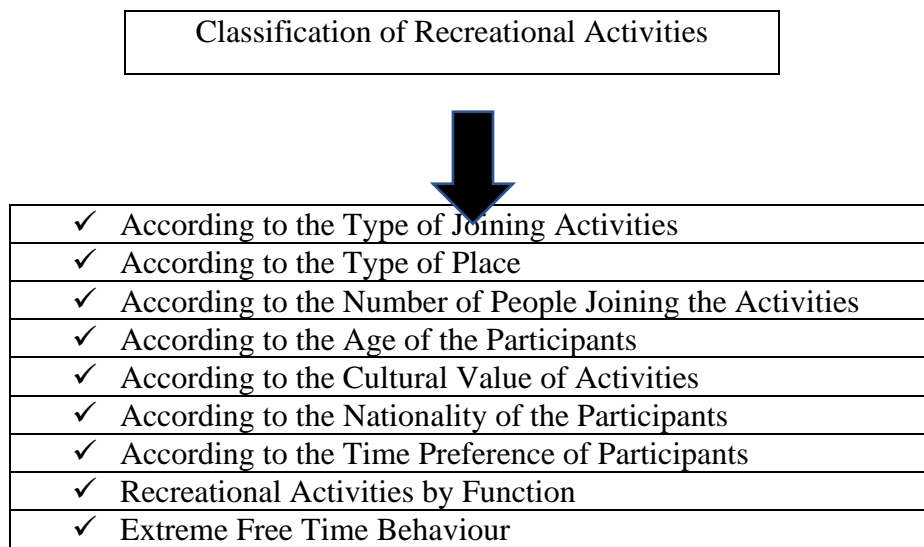 Classification of Recreational Activities
✓ According to the Type of Joining Activities
✓ According to the Type of Place
✓ According to the Number of People Joining the Activities
✓ According to the Age of the Participants
✓ According to the Cultural Value of Activities
✓ According to the Nationality of the Participants
✓ According to the Time Preference of Participants
✓ Recreational Activities by Function
✓ Extreme Free Time Behaviour